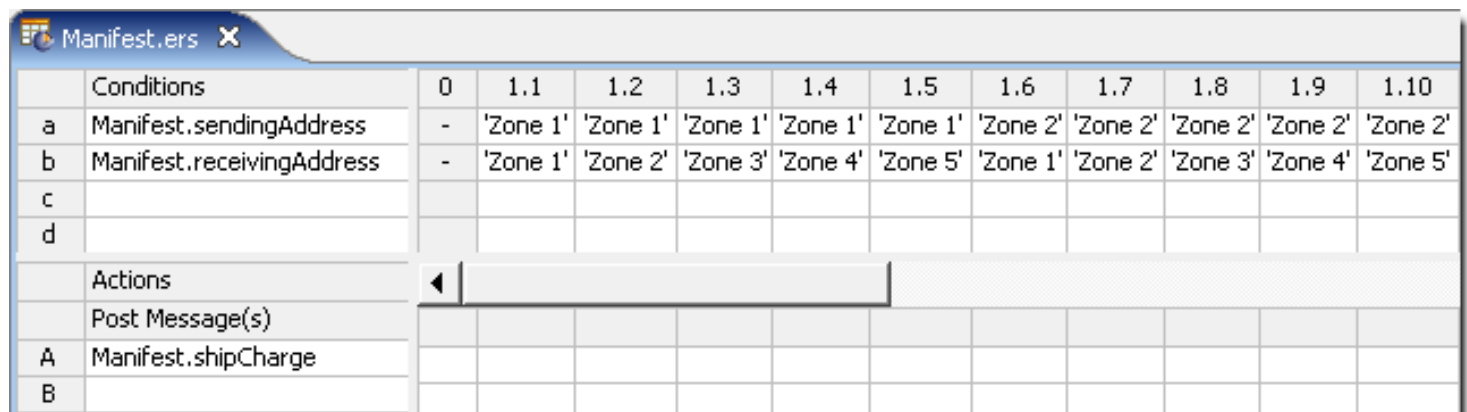 Manifest.ers
Conditions 0 1.1 1.2 1.3 1.4 1.5 1.6 1.7 1.8 1.9 1.10
a Manifest.sendingAddress - 'Zone 1' 'Zone 1' 'Zone 1' 'Zone 1' 'Zone 1' 'Zone 2' 'Zone 2' 'Zone 2' 'Zone 2' 'Zone 2'
b Manifest.receivingAddress - 'Zone 1' 'Zone 2' 'Zone 3' 'Zone 4' 'Zone 5' 'Zone 1' 'Zone 2' 'Zone 3' 'Zone 4' 'Zone 5'
c
d
Actions
Post Message(s)
A Manifest.shipCharge
B